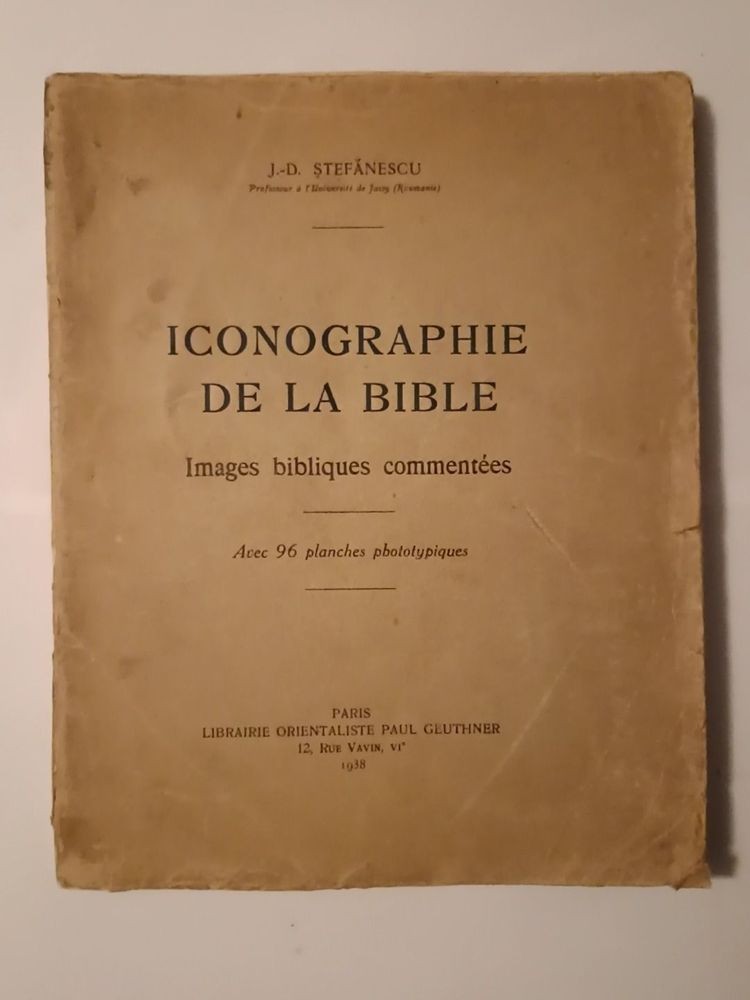 J.-D. ȘTEFĂNESCU
Professeur à l'Université de Jassy (Roumanie)
ICONOGRAPHIE
DE LA BIBLE
Images bibliques commentées
Avec 96 planches phototypiques
PARIS
LIBRAIRIE ORIENTALISTE PAUL GEUTHNER
12, RUE VAVIN, VIe
1938